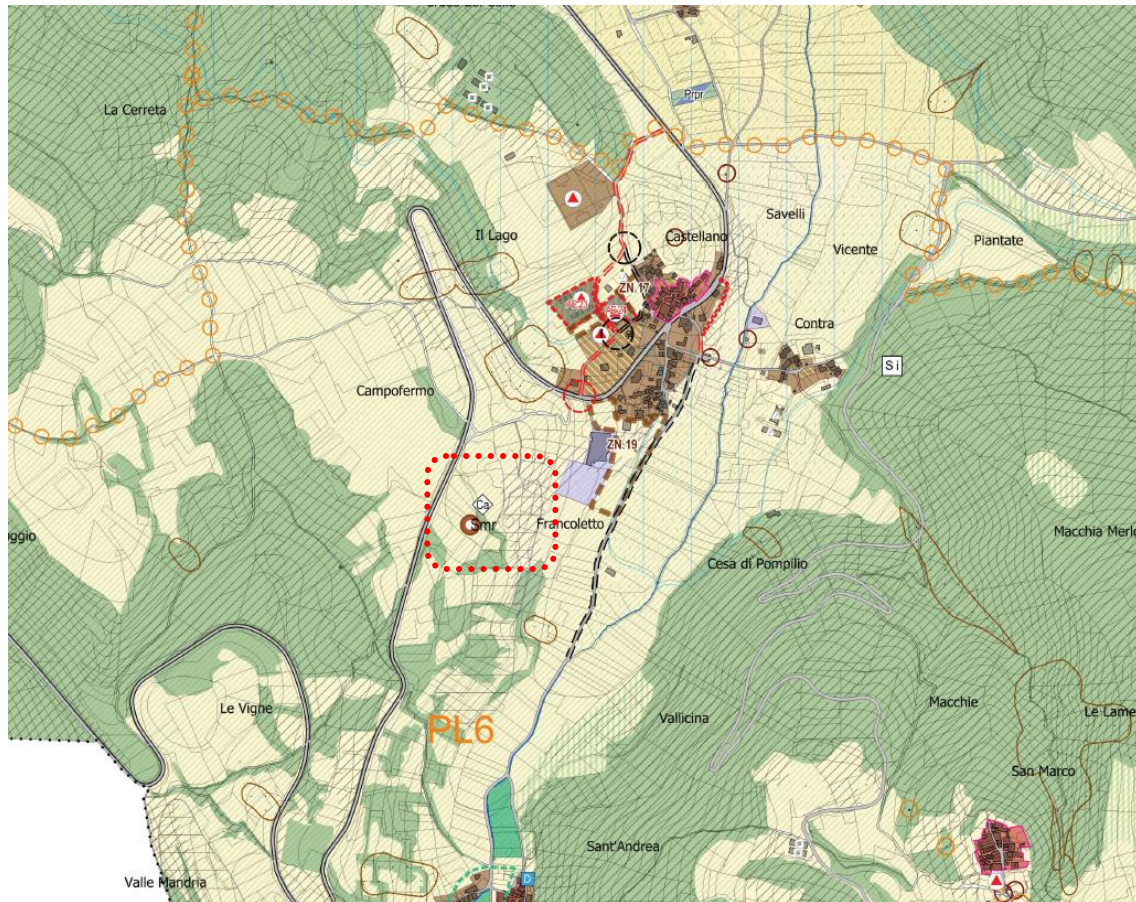 La Cerreta
Prpr
Savelli
Il Lago
Castellano
Vicente
Piantate
ZN.17
Contra
S i
Campofermo
ZN.19
Ca
Smr
Francoletto
oggio
Macchia Merlo
Cesa di Pompilio
Le Vigne
PL6
Vallicina
Macchie
Le Lame
San Marco
Sant'Andrea
Valle Mandria
D